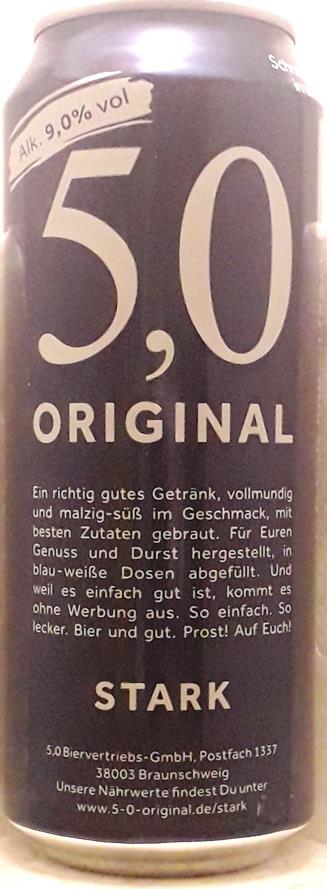 Alk. 9,0% vol
5,0
ORIGINAL
Ein richtig gutes Getränk, vollmundig
und malzig-süß im Geschmack, mit
besten Zutaten gebraut. Für Euren
Genuss und Durst hergestellt, in
blau-weiße Dosen abgefüllt. Und
weil es einfach gut ist, kommt es
ohne Werbung aus. So einfach. So
lecker. Bier und gut. Prost! Auf Euch!
STARK
5,0 Biervertriebs-GmbH, Postfach 1337
38003 Braunschweig
Unsere Nährwerte findest Du unter
www.5-0-original.de/stark